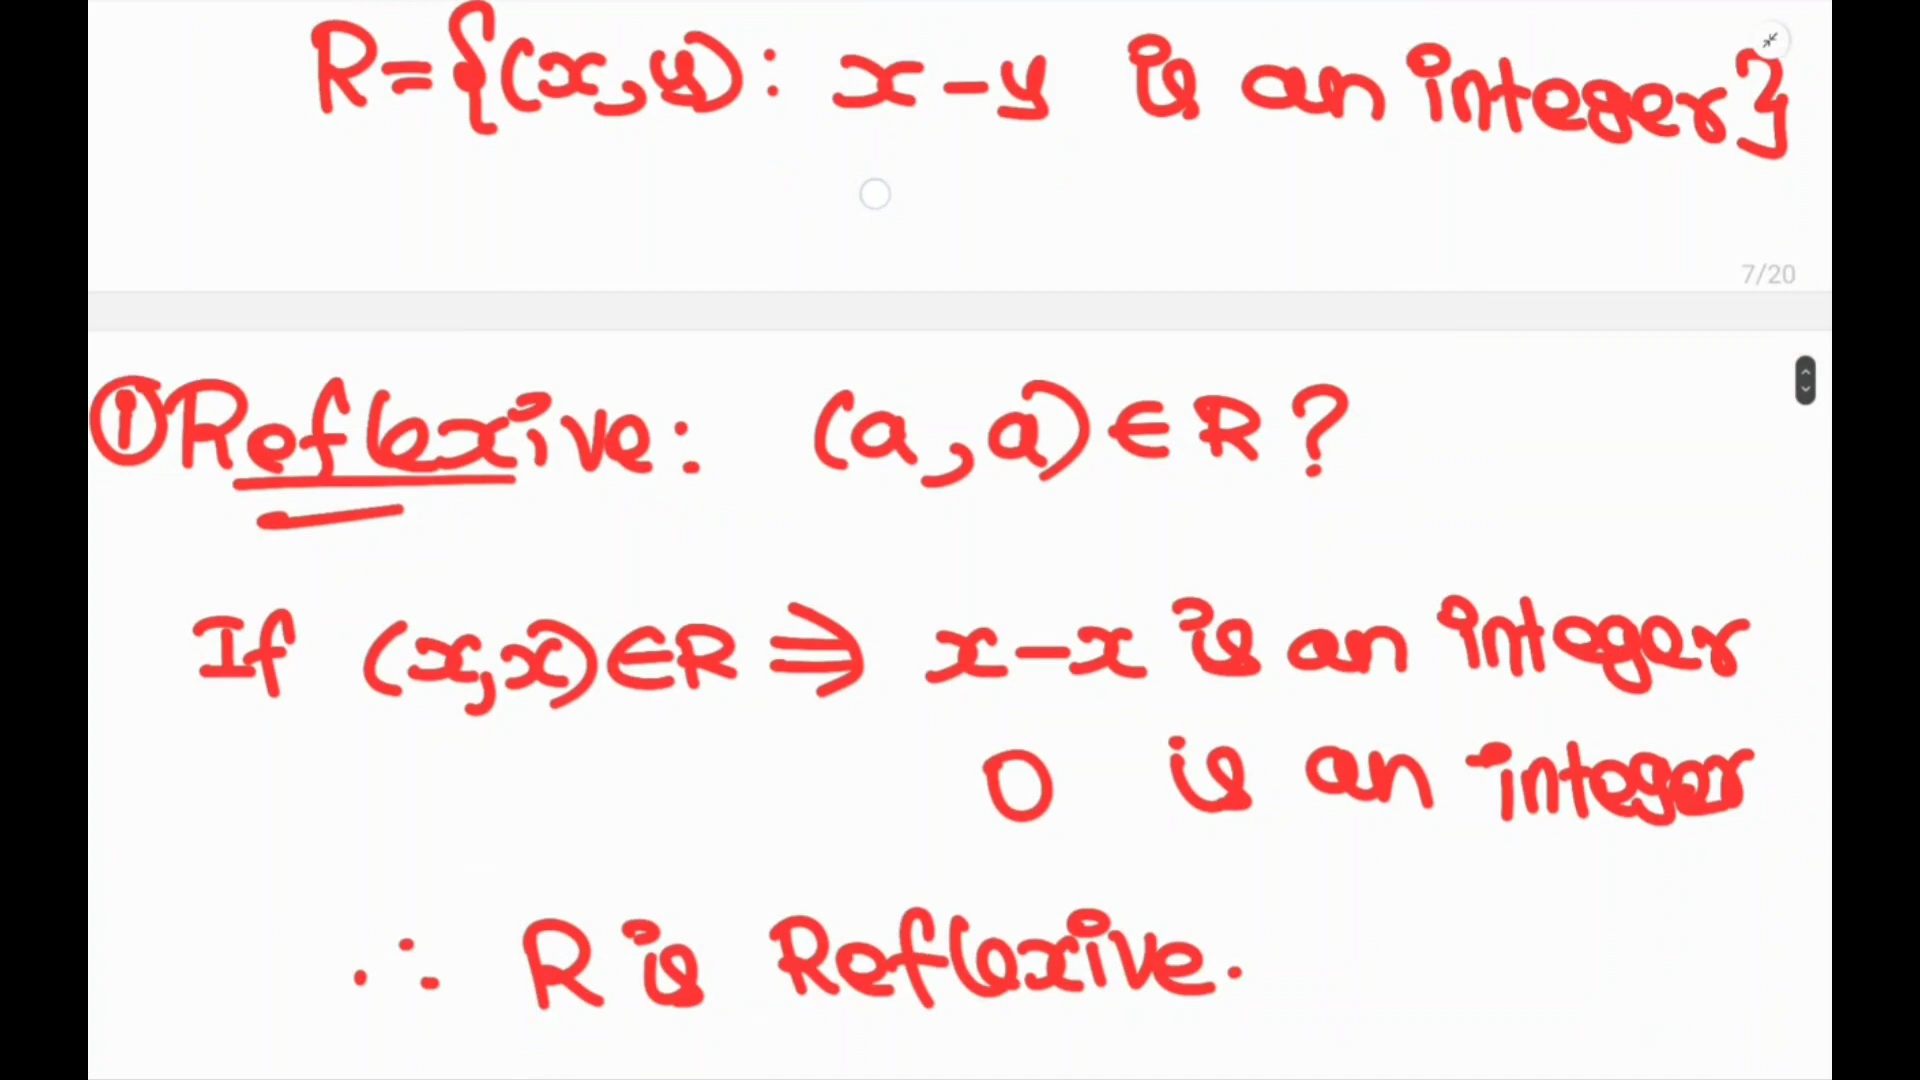 R={(x,y): x-y is an integer}
7/20
① Reflexive: (a,a)∈R?
If (x,x)∈R ⇒ x-x is an integer
0 is an integer
∴ R is Reflexive.